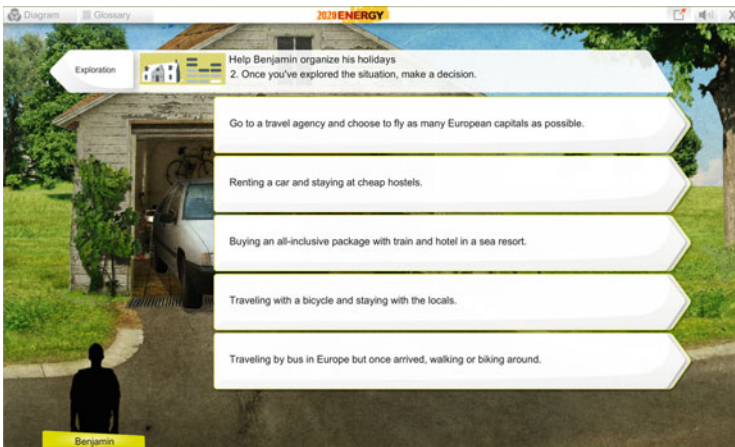 Diagram
Glossary
2020 ENERGY
X
Exploration
Help Benjamin organize his holidays
2. Once you've explored the situation, make a decision.
Go to a travel agency and choose to fly as many European capitals as possible.
Renting a car and staying at cheap hostels.
Buying an all-inclusive package with train and hotel in a sea resort.
Traveling with a bicycle and staying with the locals.
Traveling by bus in Europe but once arrived, walking or biking around.
Benjamin